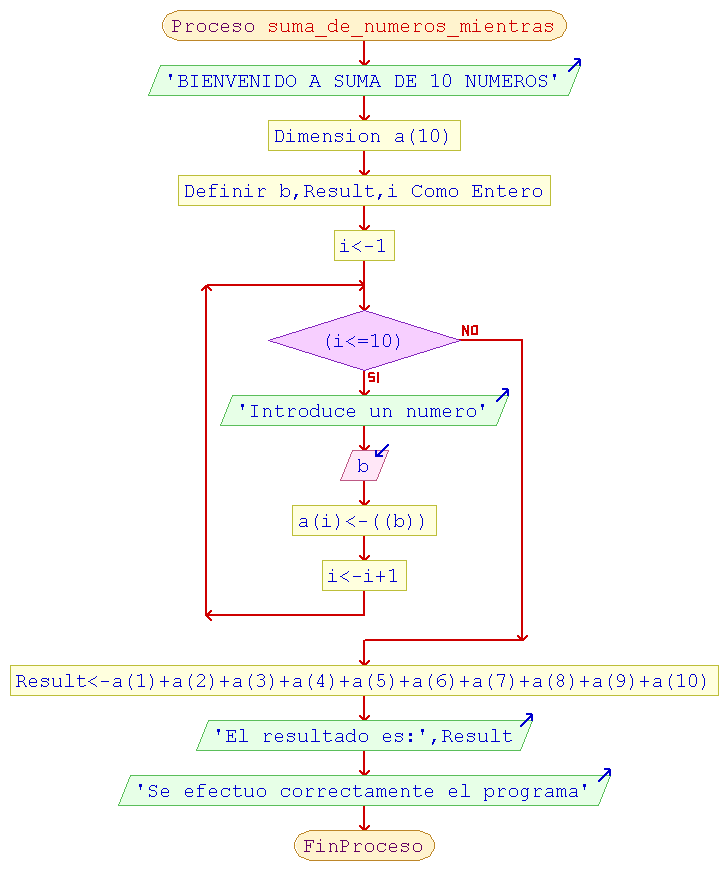 Proceso suma_de_numeros_mientras
'BIENVENIDO A SUMA DE 10 NUMEROS'
Dimension a(10)
Definir b,Result,i Como Entero
i<-1
(i<=10)
NO
SI
'Introduce un numero'
b
a(i)<-((b))
i<-i+1
Result<-a(1)+a(2)+a(3)+a(4)+a(5)+a(6)+a(7)+a(8)+a(9)+a(10)
'El resultado es:',Result
'Se efectuo correctamente el programa'
FinProceso